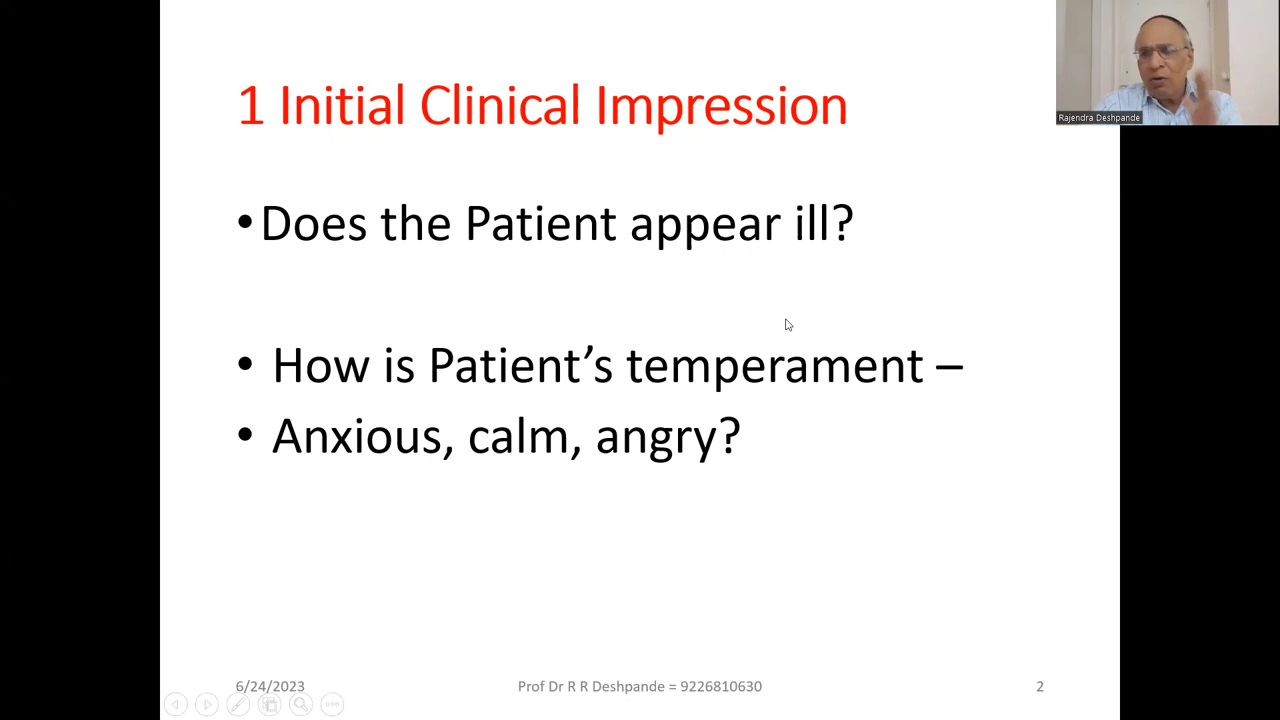 1 Initial Clinical Impression
Rajendra Deshpande
•Does the Patient appear ill?
• How is Patient’s temperament –
• Anxious, calm, angry?
6/24/2023
Prof Dr R R Deshpande = 9226810630
2